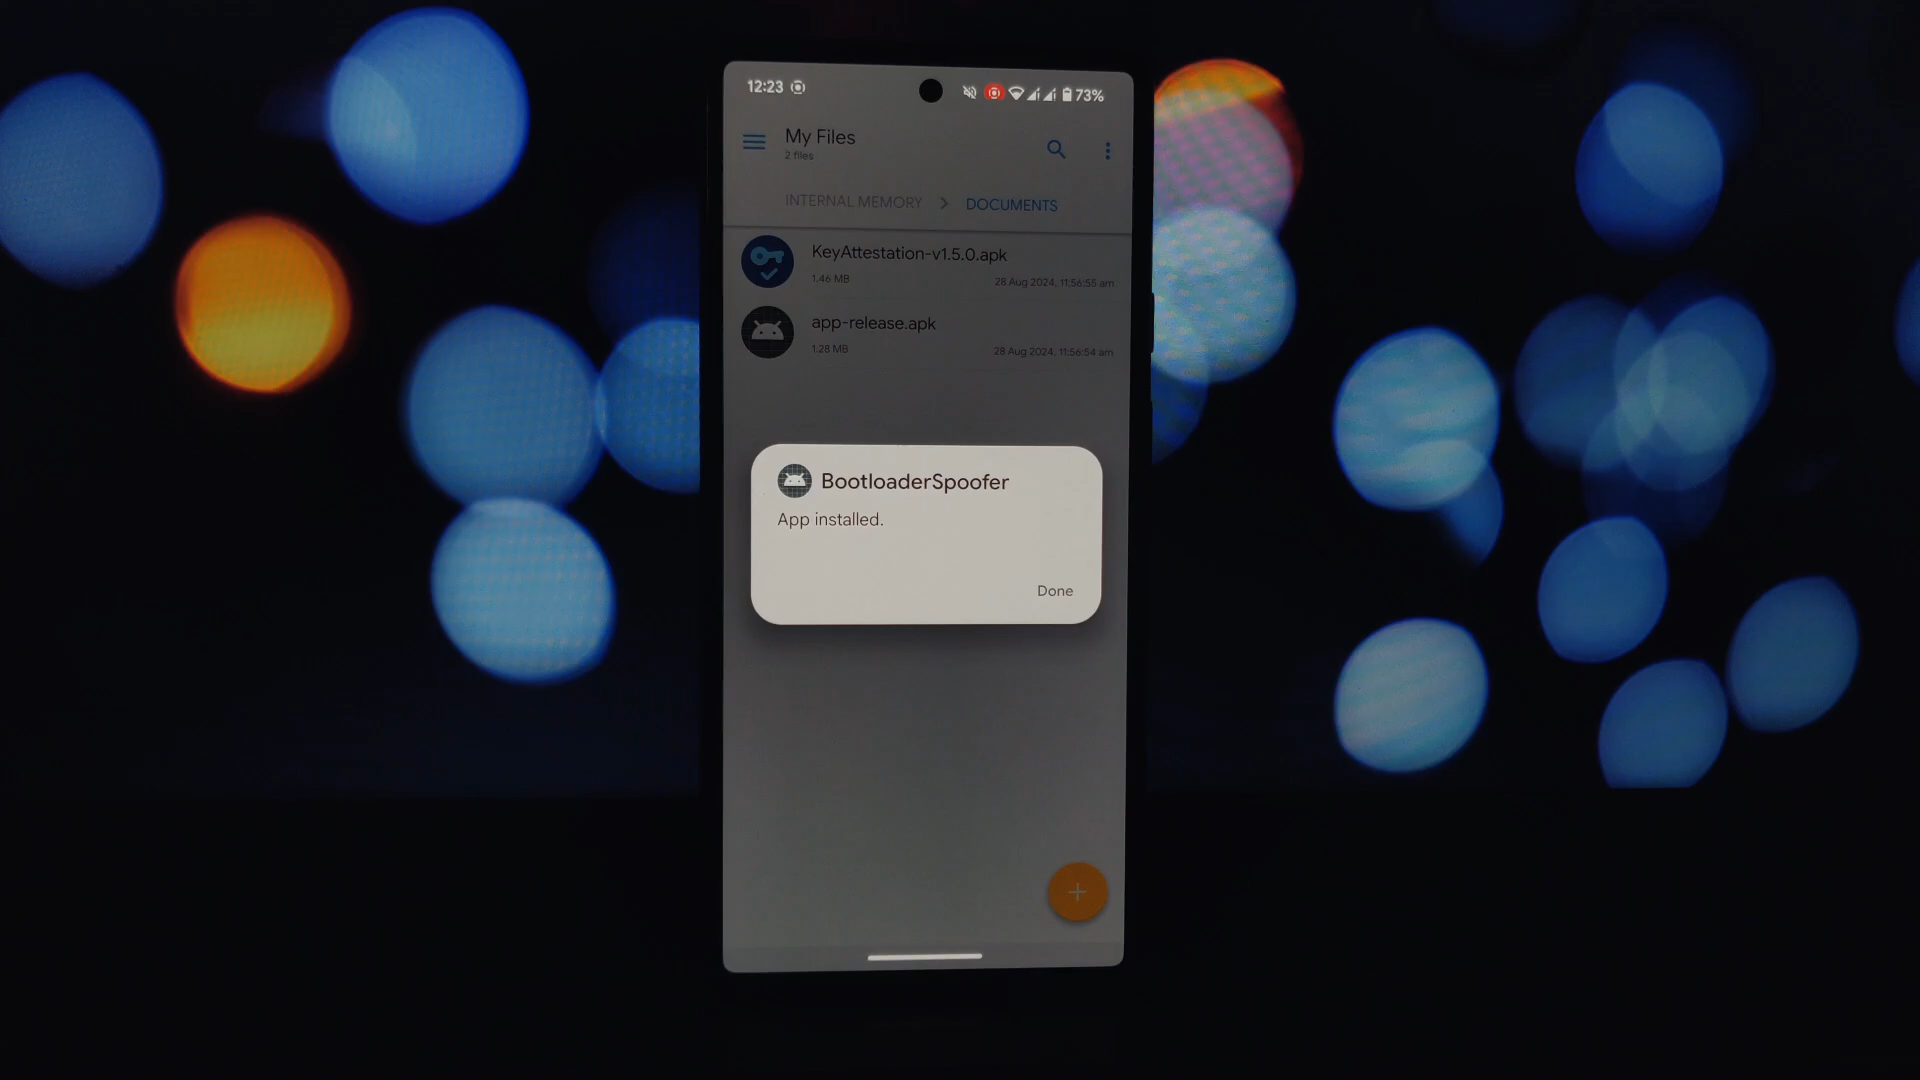 12:23
73%
My Files
2 files
INTERNAL MEMORY > DOCUMENTS
KeyAttestation-v1.5.0.apk
1.46 MB
28 Aug 2024, 11:56:55 am
app-release.apk
1.28 MB
28 Aug 2024, 11:56:54 am
BootloaderSpoofer
App installed.
Done